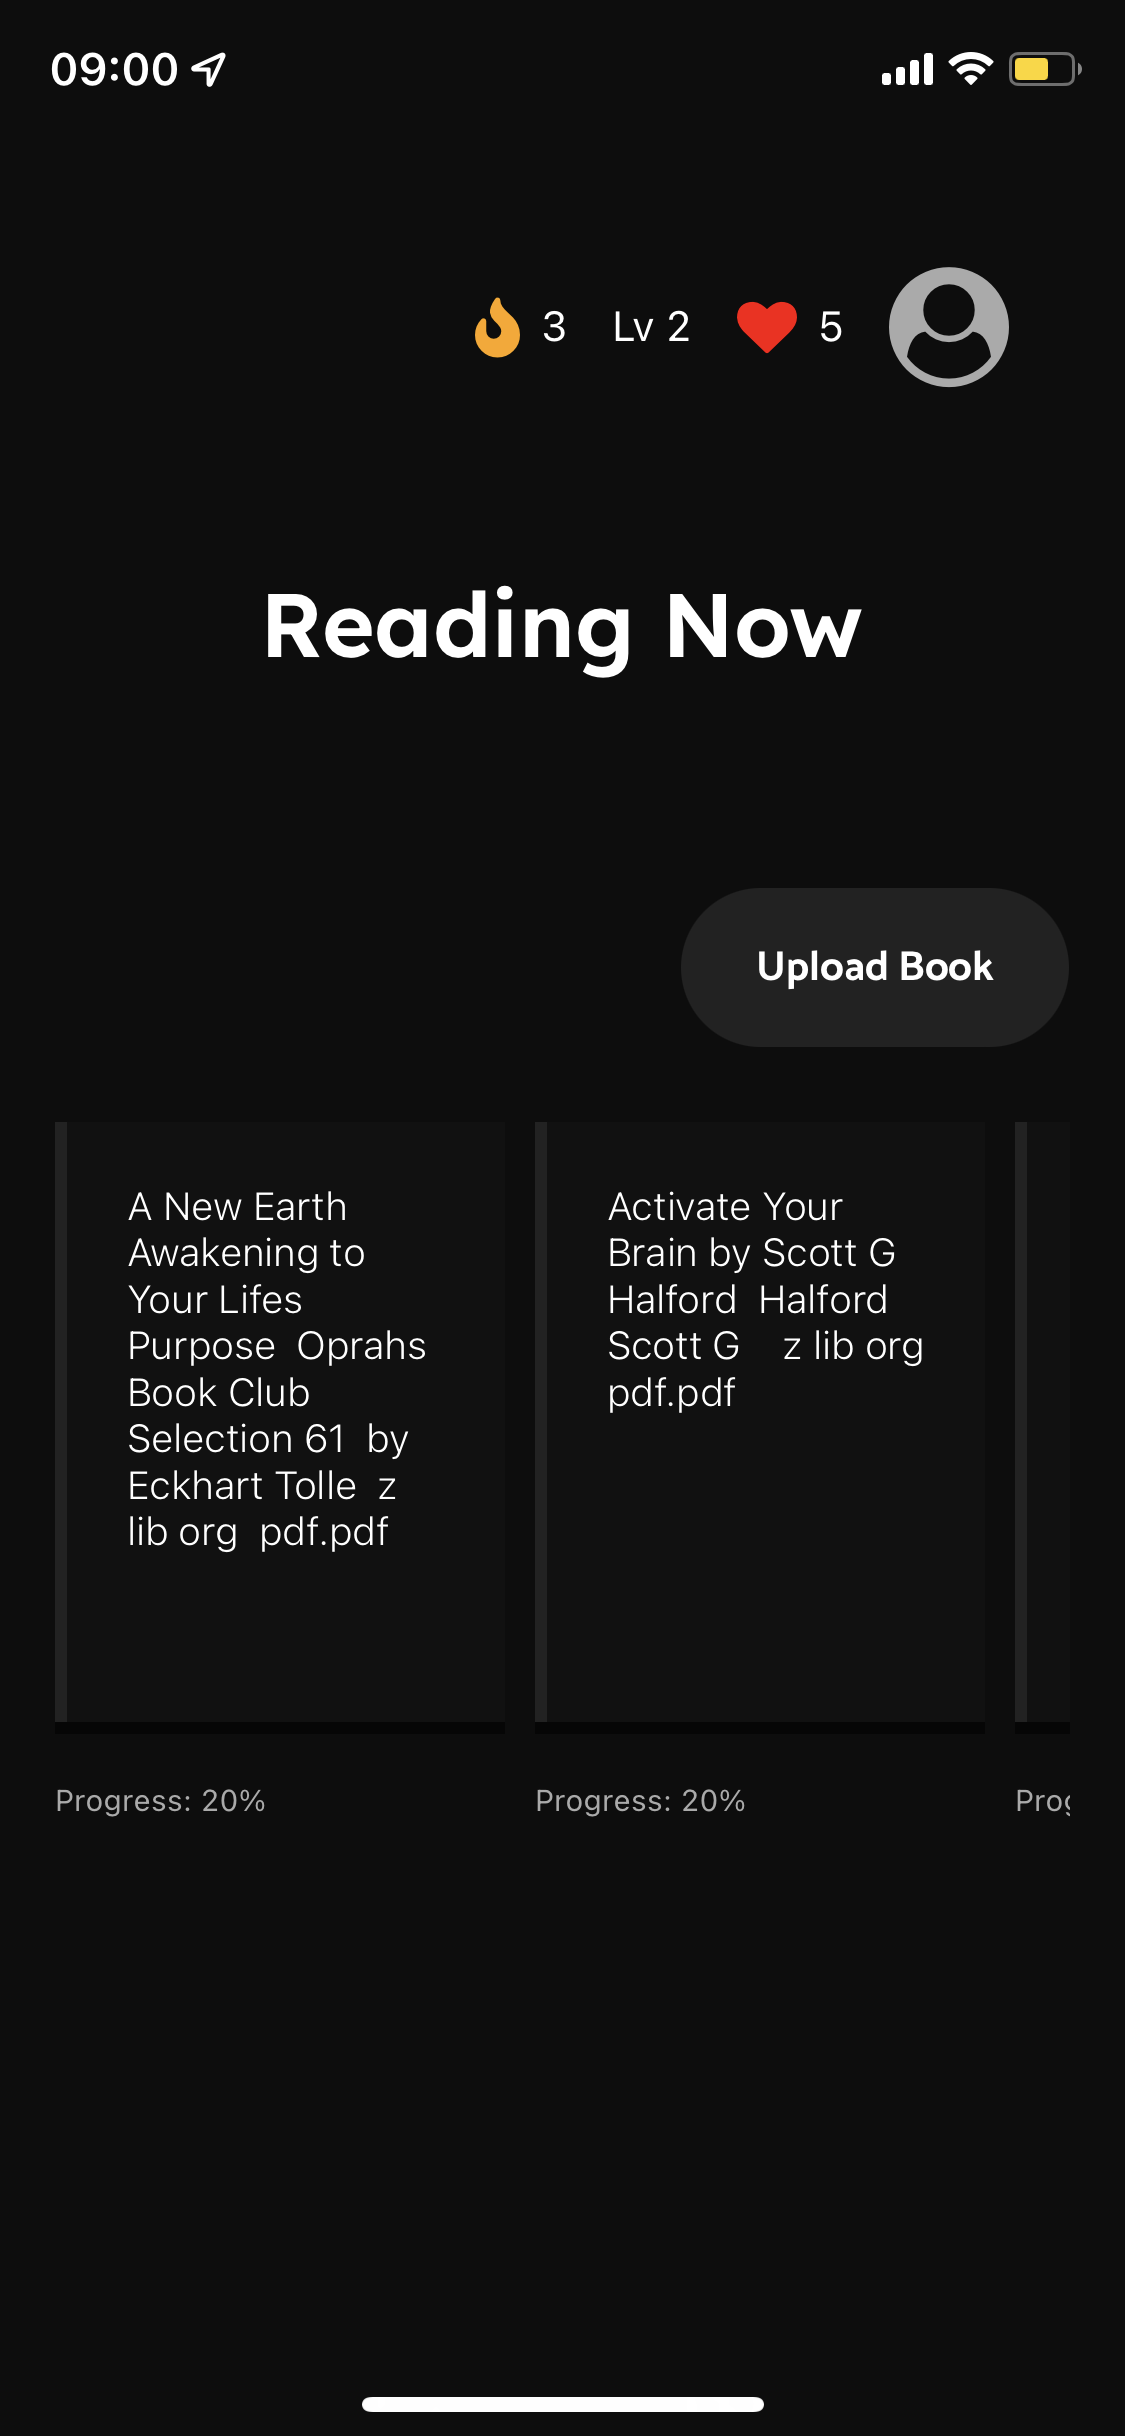 09:00
3 Lv 2 5
Reading Now
Upload Book
A New Earth
Awakening to
Your Lifes
Purpose  Oprahs
Book Club
Selection 61  by
Eckhart Tolle  z
lib org  pdf.pdf
Progress: 20%
Activate Your
Brain by Scott G
Halford  Halford
Scott G    z lib org
pdf.pdf
Progress: 20%